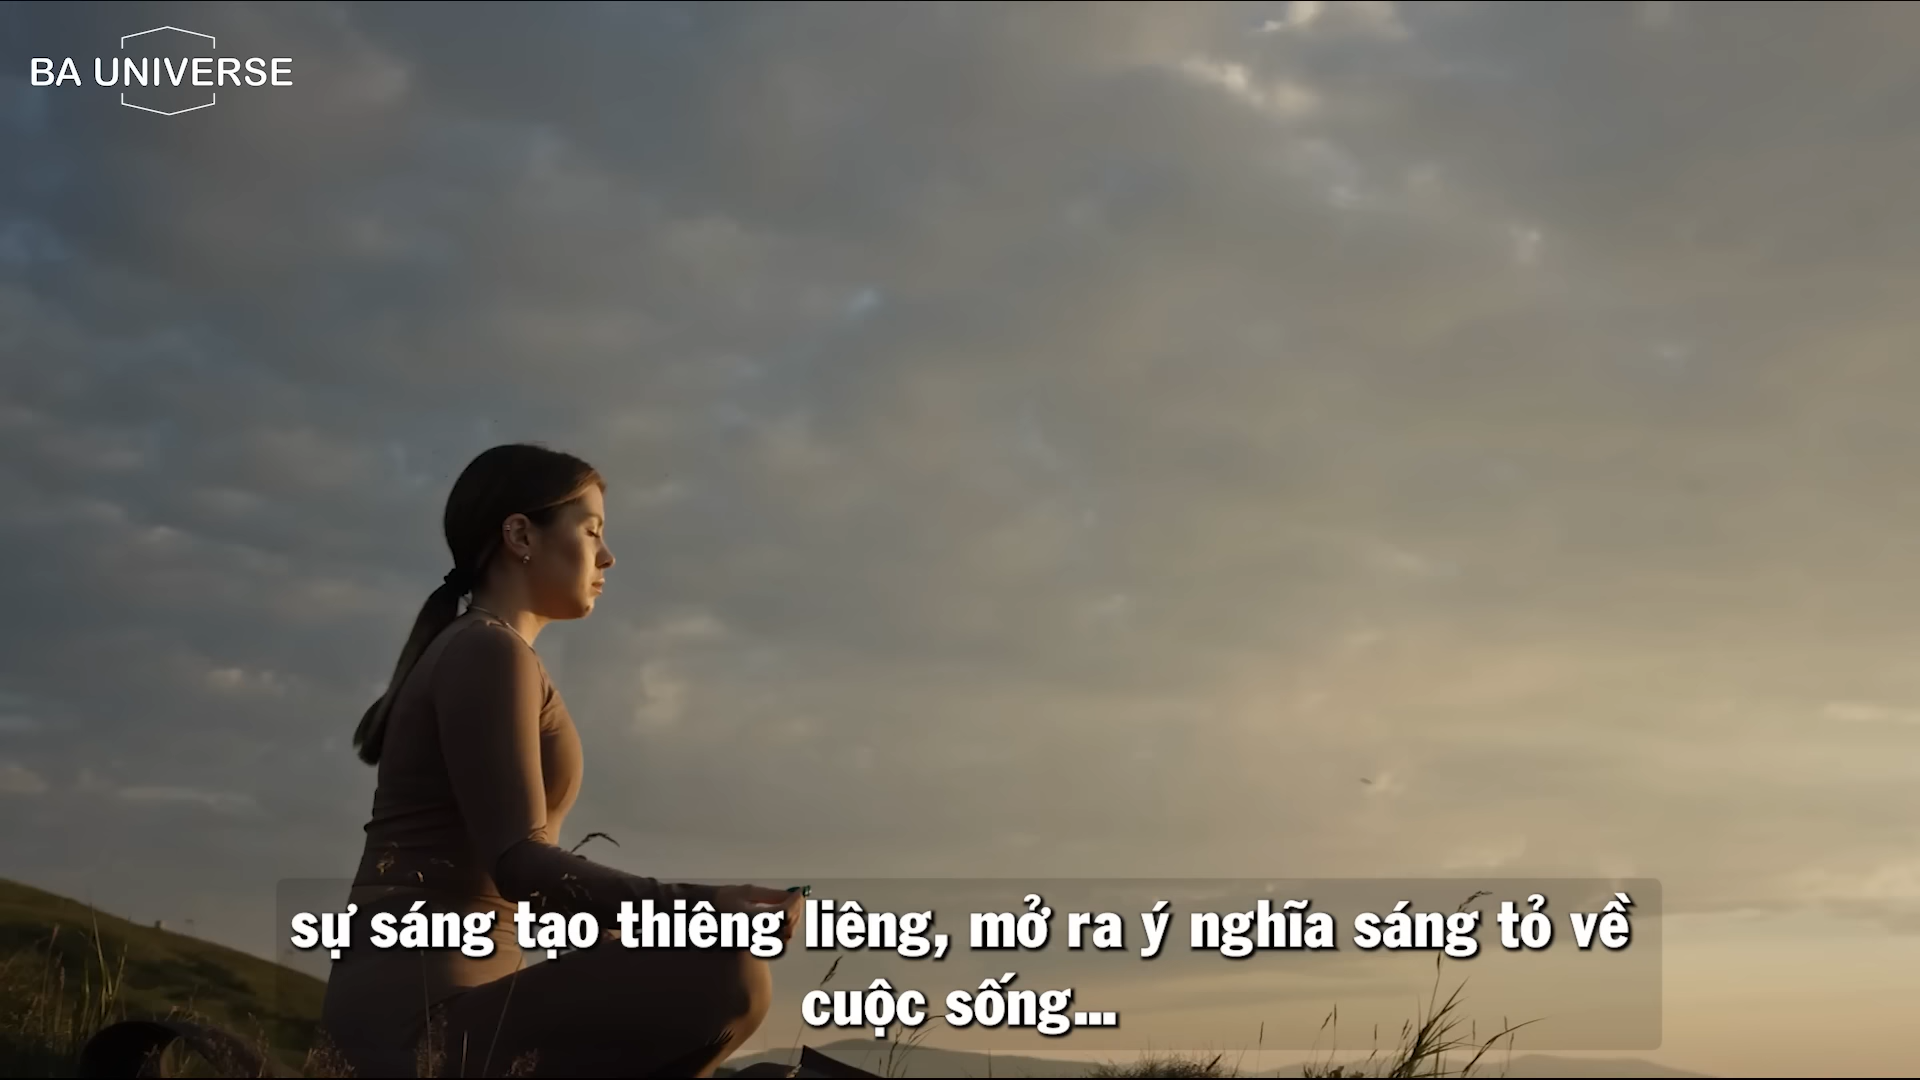 BA UNIVERSE
sự sáng tạo thiêng liêng, mở ra ý nghĩa sáng tỏ về
cuộc sống...